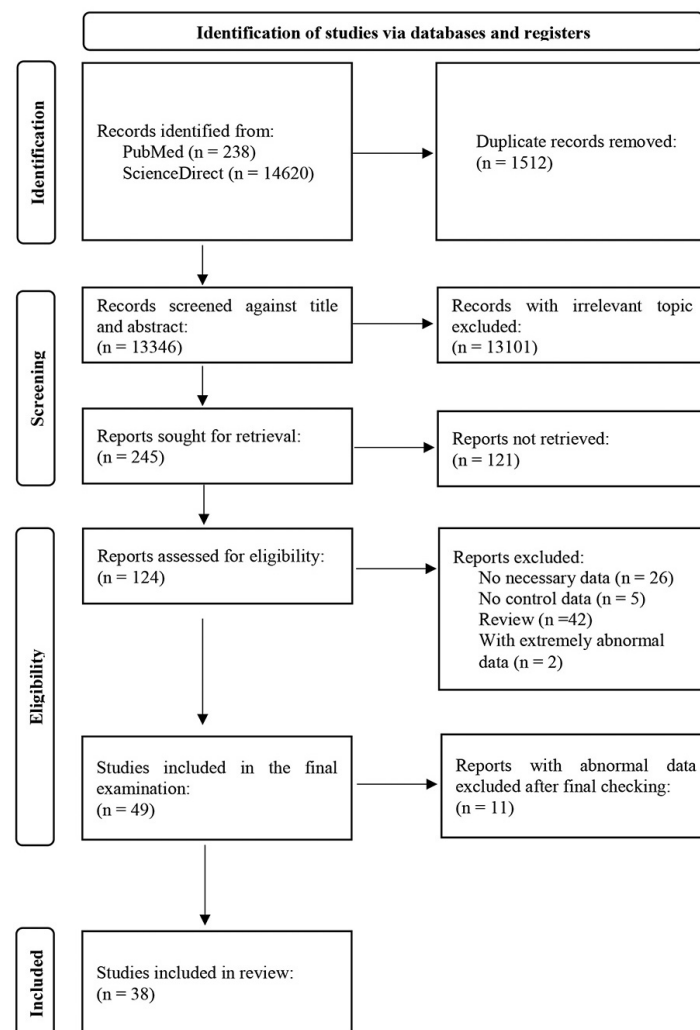 Identification of studies via databases and registers
Identification
Records identified from:
PubMed (n = 238)
ScienceDirect (n = 14620)
Duplicate records removed:
(n = 1512)
Screening
Records screened against title
and abstract:
(n = 13346)
Records with irrelevant topic
excluded:
(n = 13101)
Reports sought for retrieval:
(n = 245)
Reports not retrieved:
(n = 121)
Eligibility
Reports assessed for eligibility:
(n = 124)
Reports excluded:
No necessary data (n = 26)
No control data (n = 5)
Review (n =42)
With extremely abnormal
data (n = 2)
Studies included in the final
examination:
(n = 49)
Reports with abnormal data
excluded after final checking:
(n = 11)
Included
Studies included in review:
(n = 38)